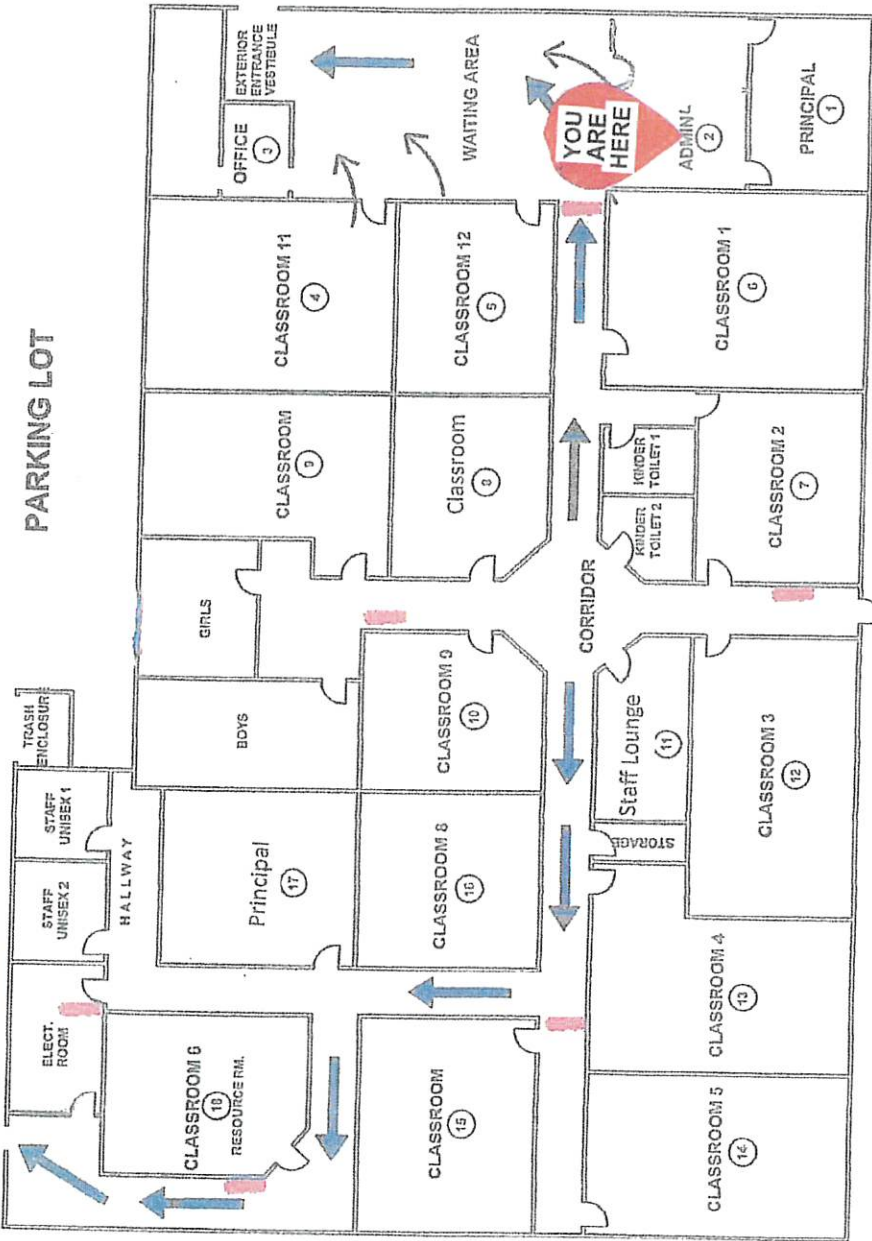 PARKING LOT
TRASH
ENCLOSURE
STAFF
UNISEX 1
STAFF
UNISEX 2
ELECT.
ROOM
HALLWAY
GIRLS
BOYS
CLASSROOM
9
CLASSROOM 11
4
OFFICE
3
EXTERIOR
ENTRANCE
VESTIBULE
CLASSROOM 6
18
RESOURCE RM.
Principal
17
CLASSROOM
15
CLASSROOM 8
16
CLASSROOM 9
10
Classroom
8
CLASSROOM 12
5
WAITING AREA
CORRIDOR
YOU
ARE
HERE
STORAGE
Staff Lounge
11
KINDER
TOILET 2
KINDER
TOILET 1
ADMIN
2
CLASSROOM 5
14
CLASSROOM 4
13
CLASSROOM 3
12
CLASSROOM 2
7
CLASSROOM 1
6
PRINCIPAL
1